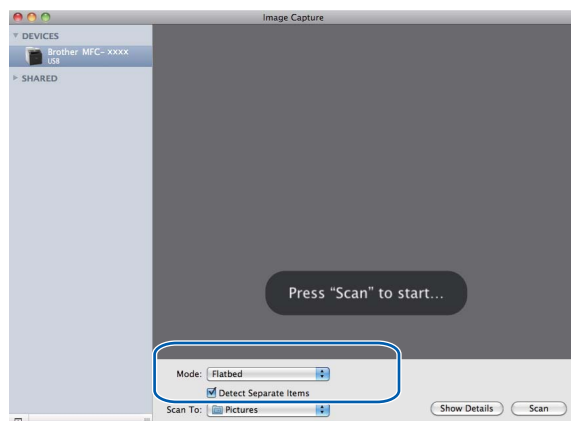 Image Capture
DEVICES
Brother MFC- xxxx
USB
SHARED
Press “Scan” to start...
Mode: Flatbed
Detect Separate Items
Scan To: Pictures
Show Details Scan